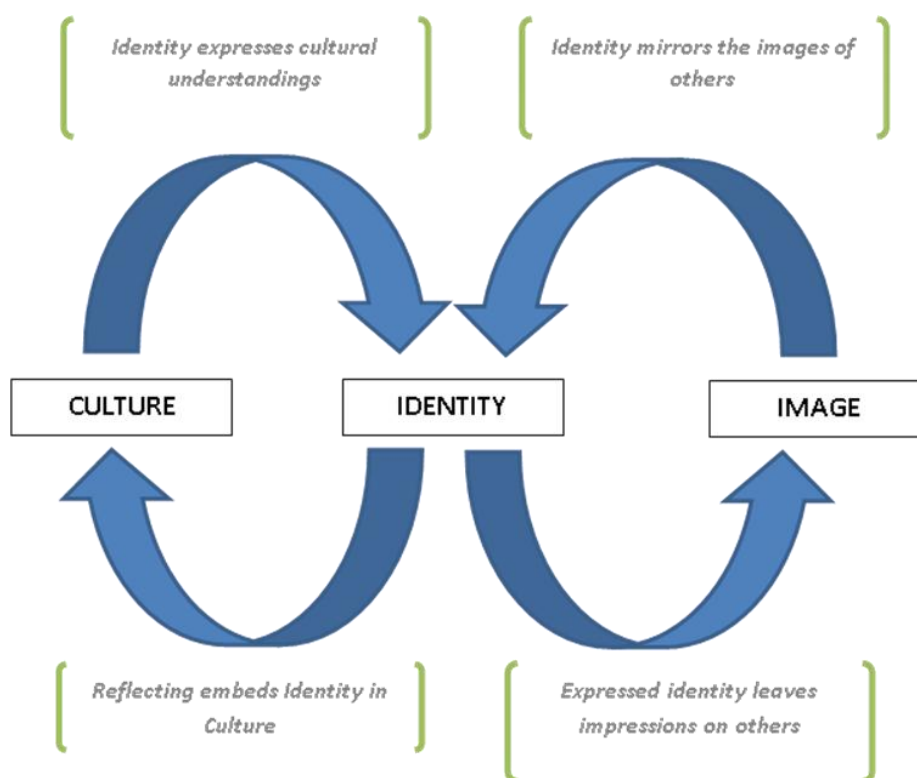 Identity expresses cultural
understandings
Identity mirrors the images of
others
CULTURE
IDENTITY
IMAGE
Reflecting embeds Identity in
Culture
Expressed identity leaves
impressions on others